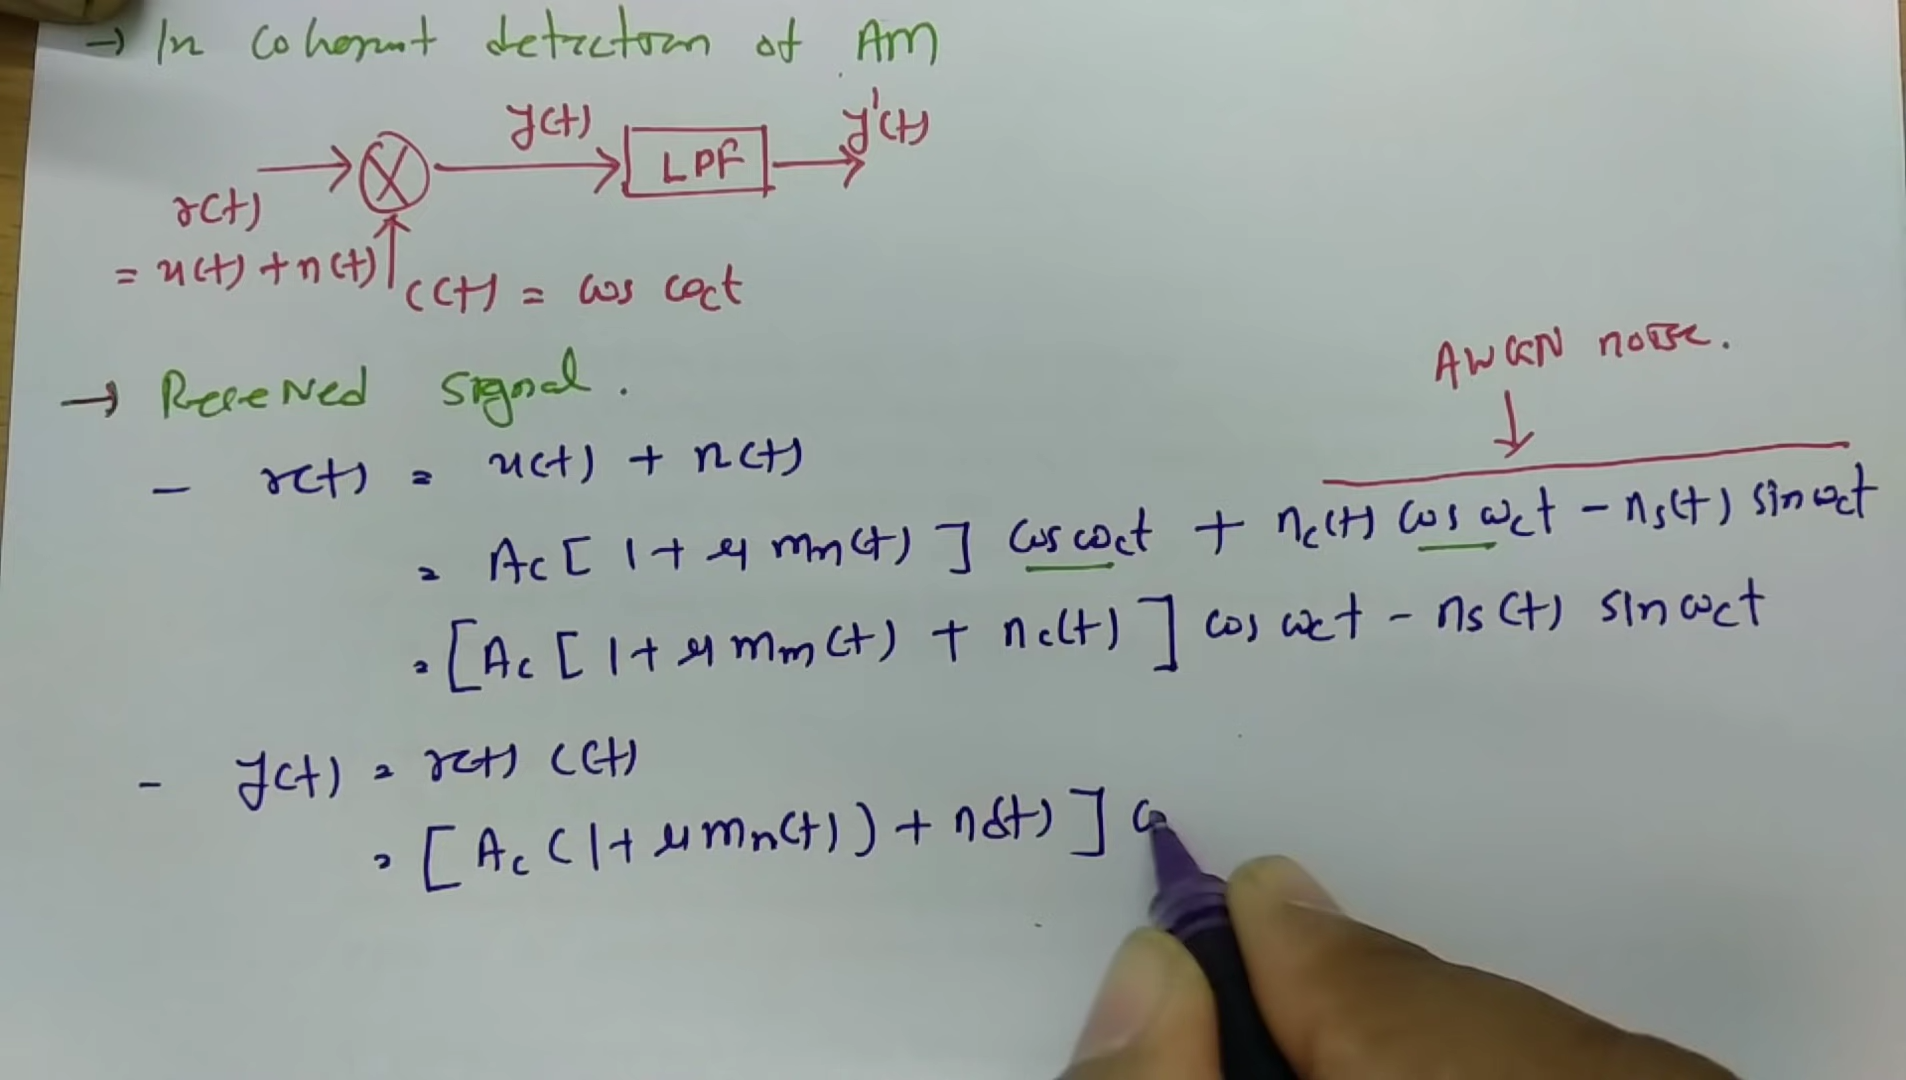 → In coherent detection of AM
y(t) y'(t)
r(t) → ⊗ → LPF →
= u(t) + n(t) c(t) = cos ωct
AWGN noise.
→ Received signal.
- r(t) = u(t) + n(t)
= Ac [ 1 + μ mn(t) ] cos ωct + nc(t) cos ωct - ns(t) sin ωct
= [ Ac [ 1 + μ mn(t) + nc(t) ] cos ωct - ns(t) sin ωct
- y(t) = r(t) c(t)
= [ Ac ( 1 + μ mn(t) ) + nc(t) ] co